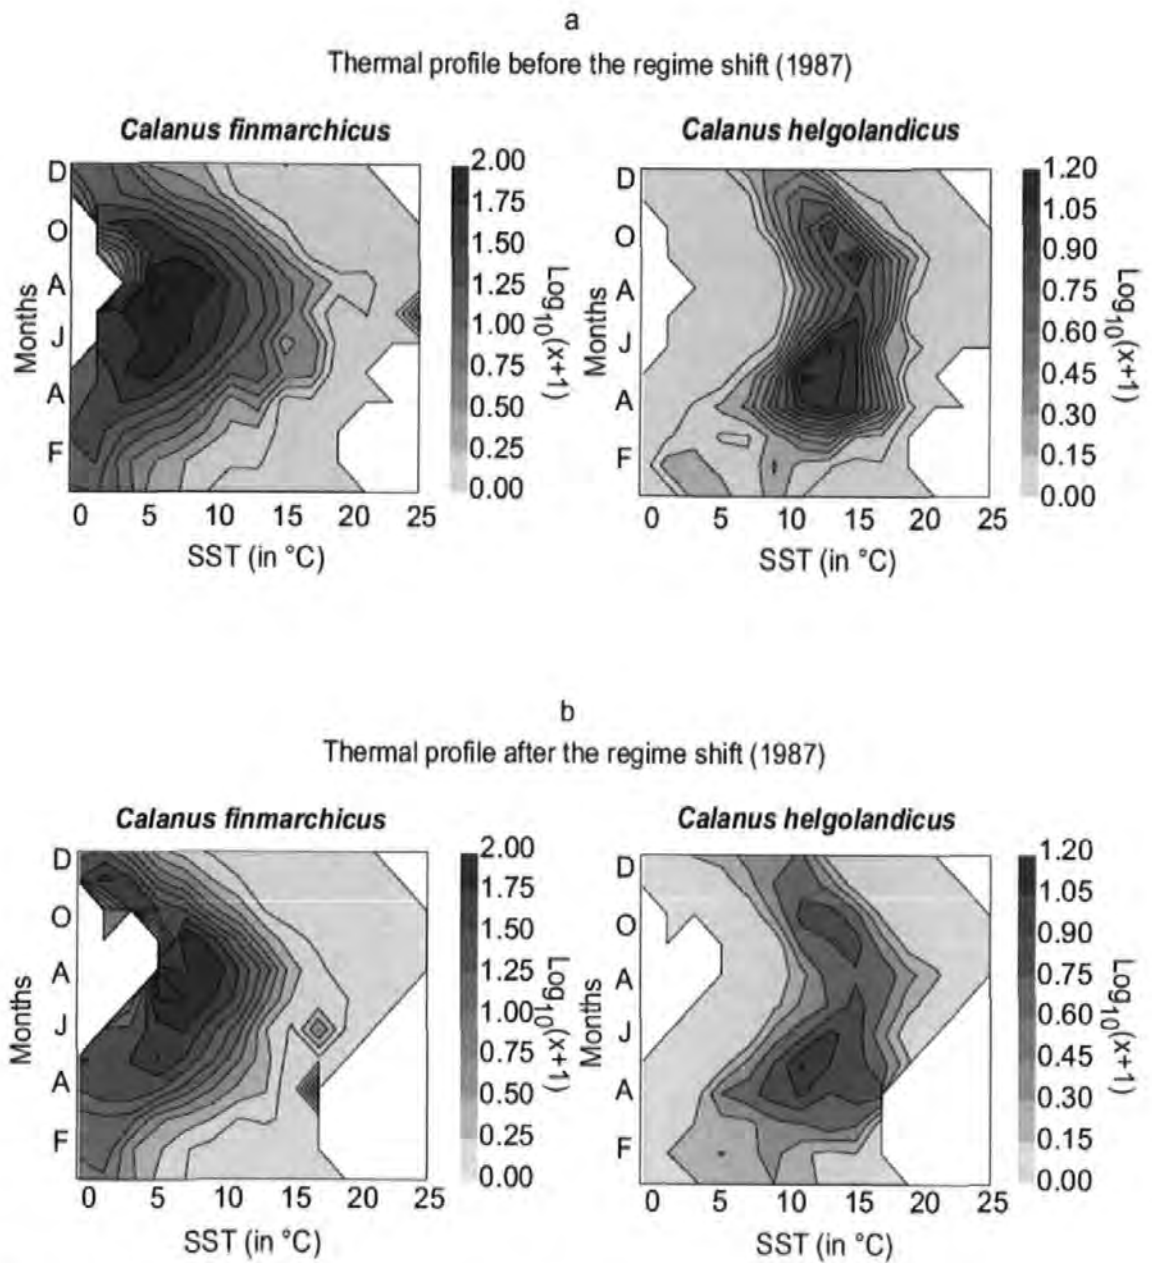 a
Thermal profile before the regime shift (1987)
Calanus finmarchicus
Calanus helgolandicus
D
O
A
J
A
F
Months
0 5 10 15 20 25
SST (in °C)
2.00
1.75
1.50
1.25
1.00
0.75
0.50
0.25
0.00
Log10(x+1)
D
O
A
J
A
F
Months
0 5 10 15 20 25
SST (in °C)
1.20
1.05
0.90
0.75
0.60
0.45
0.30
0.15
0.00
Log10(x+1)
b
Thermal profile after the regime shift (1987)
Calanus finmarchicus
Calanus helgolandicus
D
O
A
J
A
F
Months
0 5 10 15 20 25
SST (in °C)
2.00
1.75
1.50
1.25
1.00
0.75
0.50
0.25
0.00
Log10(x+1)
D
O
A
J
A
F
Months
0 5 10 15 20 25
SST (in °C)
1.20
1.05
0.90
0.75
0.60
0.45
0.30
0.15
0.00
Log10(x+1)